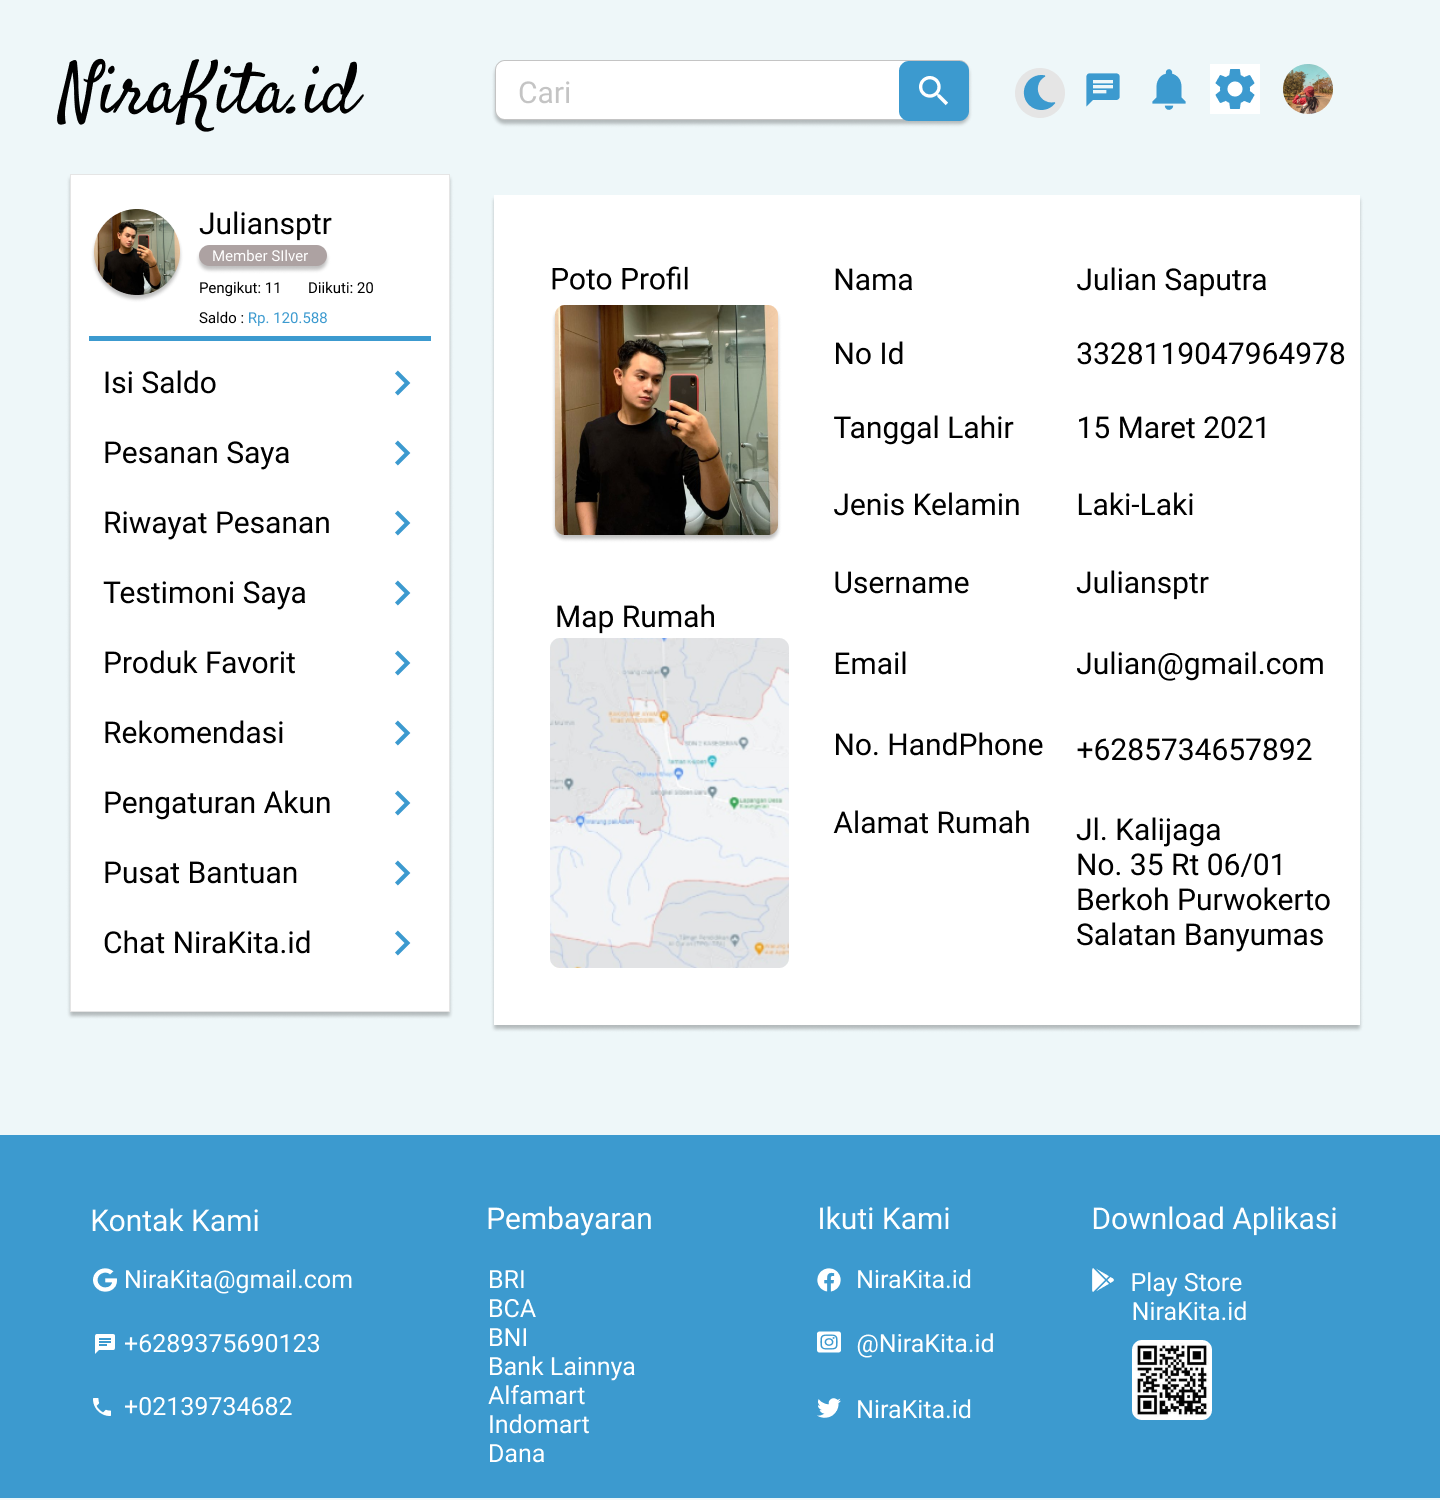 NiraKita.id
Cari
Juliansptr
Member SIlver
Pengikut: 11 Diikuti: 20
Saldo : Rp. 120.588
Isi Saldo
Pesanan Saya
Riwayat Pesanan
Testimoni Saya
Produk Favorit
Rekomendasi
Pengaturan Akun
Pusat Bantuan
Chat NiraKita.id
Poto Profil
Map Rumah
Nama Julian Saputra
No Id 3328119047964978
Tanggal Lahir 15 Maret 2021
Jenis Kelamin Laki-Laki
Username Juliansptr
Email Julian@gmail.com
No. HandPhone +6285734657892
Alamat Rumah Jl. Kalijaga
No. 35 Rt 06/01
Berkoh Purwokerto
Salatan Banyumas
Kontak Kami
NiraKita@gmail.com
+6289375690123
+02139734682
Pembayaran
BRI
BCA
BNI
Bank Lainnya
Alfamart
Indomart
Dana
Ikuti Kami
NiraKita.id
@NiraKita.id
NiraKita.id
Download Aplikasi
Play Store
NiraKita.id